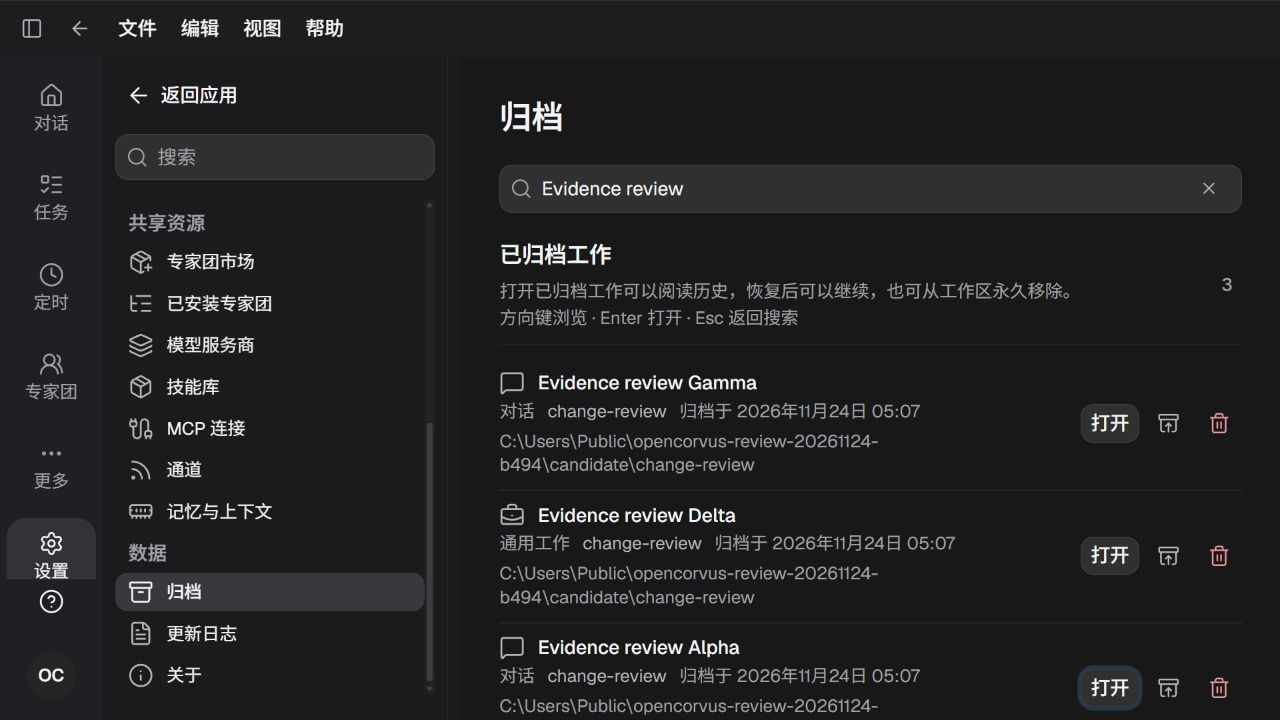 文件 编辑 视图 帮助
对话
任务
定时
专家团
更多
设置
OC
返回应用
搜索
共享资源
专家团市场
已安装专家团
模型服务商
技能库
MCP 连接
通道
记忆与上下文
数据
归档
更新日志
关于
归档
Evidence review
已归档工作
打开已归档工作可以阅读历史，恢复后可以继续，也可从工作区永久移除。
3
方向键浏览 · Enter 打开 · Esc 返回搜索
Evidence review Gamma
对话 change-review 归档于 2026年11月24日 05:07
打开
C:\Users\Public\opencorvus-review-20261124-
b494\candidate\change-review
Evidence review Delta
通用工作 change-review 归档于 2026年11月24日 05:07
打开
C:\Users\Public\opencorvus-review-20261124-
b494\candidate\change-review
Evidence review Alpha
对话 change-review 归档于 2026年11月24日 05:07
打开
C:\Users\Public\opencorvus-review-20261124-